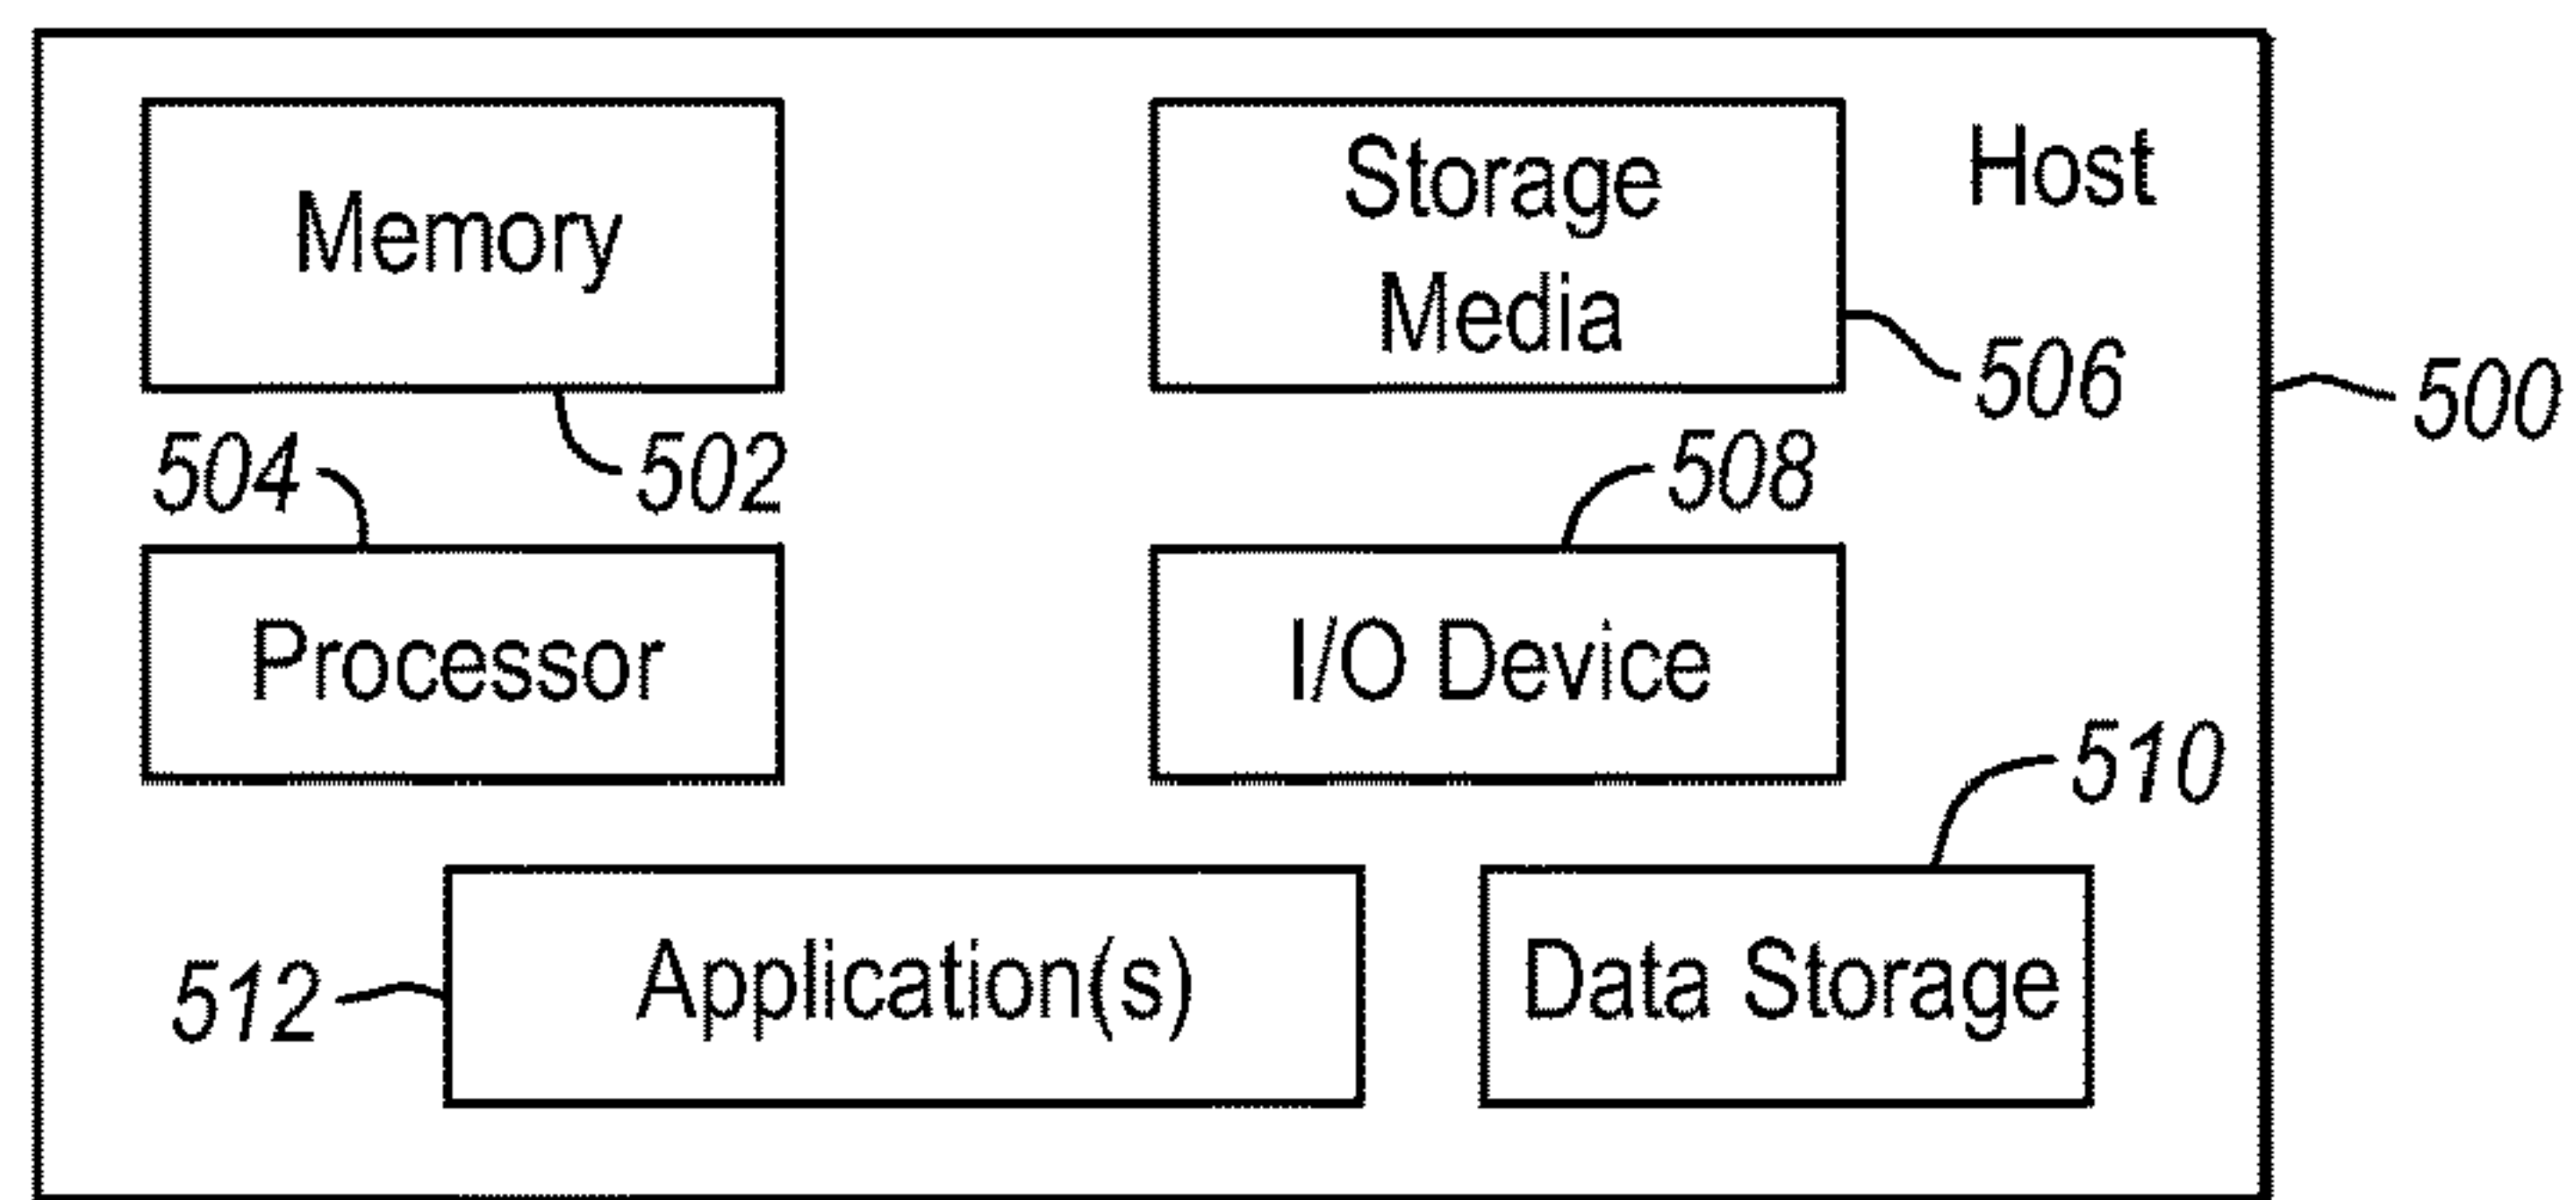 Memory
Storage
Media
Host
506
500
504
502
508
Processor
I/O Device
510
512
Application(s)
Data Storage